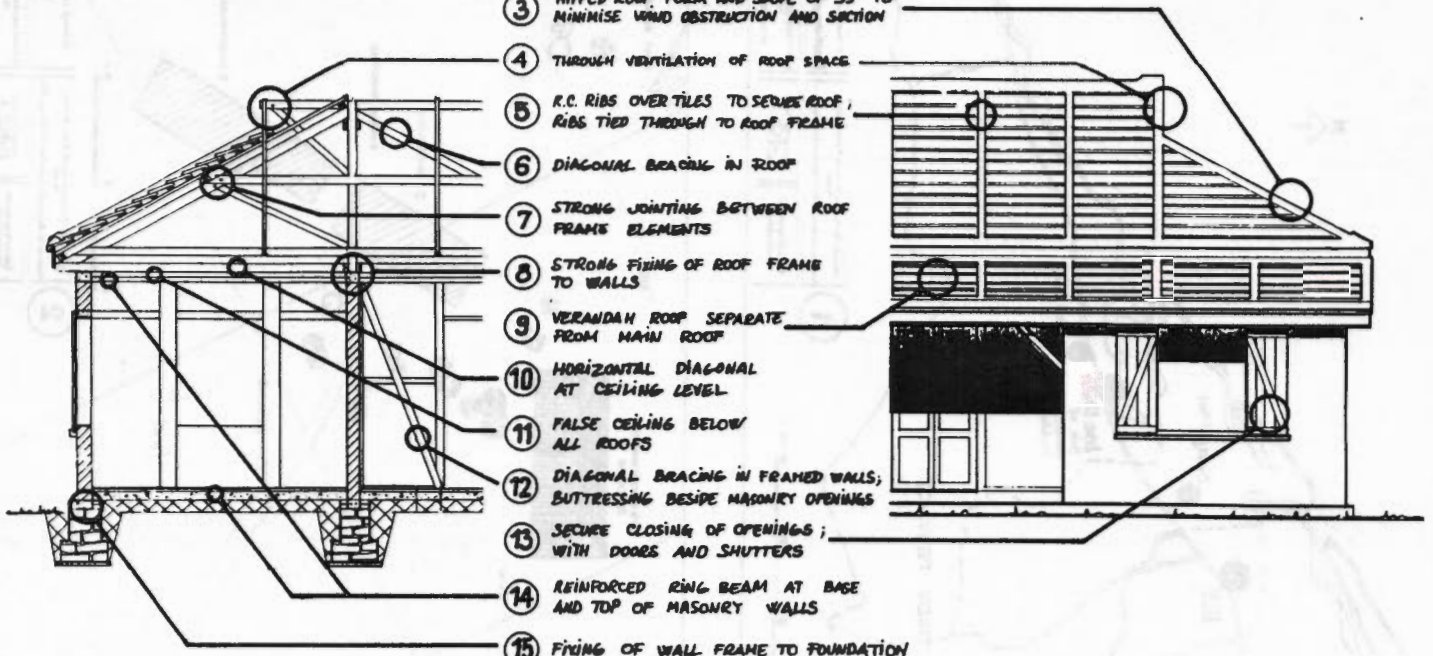 3 HIPPED ROOF FORM AND SLOPE OF TO
MINIMISE WIND OBSTRUCTION AND SECTION
4 THROUGH VENTILATION OF ROOF SPACE
5 R.C. RIBS OVER TILES TO SECURE ROOF;
RIBS TIED THROUGH TO ROOF FRAME
6 DIAGONAL BRACING IN ROOF
7 STRONG JOINTING BETWEEN ROOF
FRAME ELEMENTS
8 STRONG FIXING OF ROOF FRAME
TO WALLS
9 VERANDAH ROOF SEPARATE
FROM MAIN ROOF
10 HORIZONTAL DIAGONAL
AT CEILING LEVEL
11 FALSE CEILING BELOW
ALL ROOFS
12 DIAGONAL BRACING IN FRAMED WALLS;
BUTTRESSING BESIDE MASONRY OPENINGS
13 SECURE CLOSING OF OPENINGS;
WITH DOORS AND SHUTTERS
14 REINFORCED RING BEAM AT BASE
AND TOP OF MASONRY WALLS
15 FIXING OF WALL FRAME TO FOUNDATION